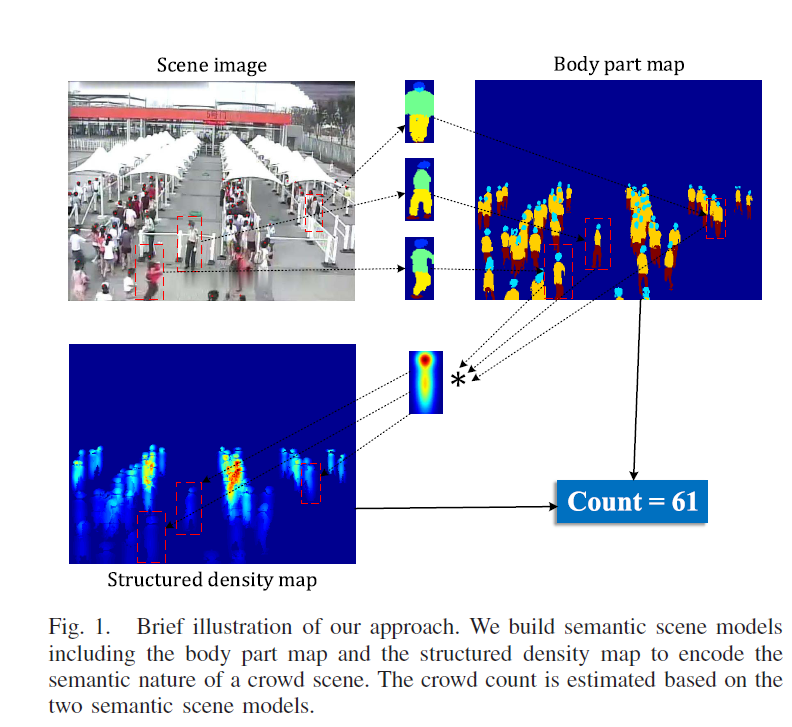 Scene image
Body part map
*
Count = 61
Structured density map
Fig. 1. Brief illustration of our approach. We build semantic scene models
including the body part map and the structured density map to encode the
semantic nature of a crowd scene. The crowd count is estimated based on the
two semantic scene models.